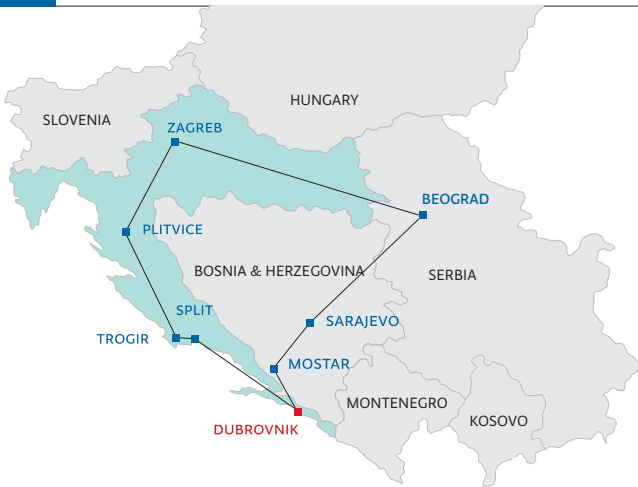 HUNGARY
SLOVENIA
ZAGREB
BEOGRAD
PLITVICE
BOSNIA & HERZEGOVINA
SERBIA
SPLIT
SARAJEVO
TROGIR
MOSTAR
MONTENEGRO
KOSOVO
DUBROVNIK